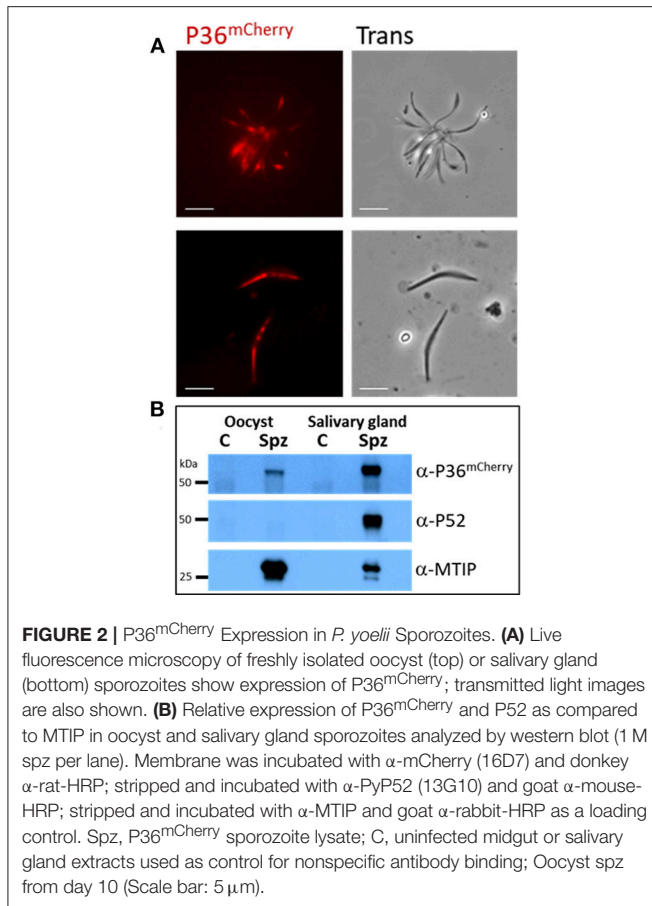 P36mCherry Trans
A
B
Oocyst Salivary gland
C Spz C Spz
kDa
50
α-P36mCherry
50
α-P52
25
α-MTIP
FIGURE 2 | P36mCherry Expression in P. yoelii Sporozoites. (A) Live
fluorescence microscopy of freshly isolated oocyst (top) or salivary gland
(bottom) sporozoites show expression of P36mCherry; transmitted light images
are also shown. (B) Relative expression of P36mCherry and P52 as compared
to MTIP in oocyst and salivary gland sporozoites analyzed by western blot (1 M
spz per lane). Membrane was incubated with α-mCherry (16D7) and donkey
α-rat-HRP; stripped and incubated with α-PyP52 (13G10) and goat α-mouse-
HRP; stripped and incubated with α-MTIP and goat α-rabbit-HRP as a loading
control. Spz, P36mCherry sporozoite lysate; C, uninfected midgut or salivary
gland extracts used as control for nonspecific antibody binding; Oocyst spz
from day 10 (Scale bar: 5 μm).